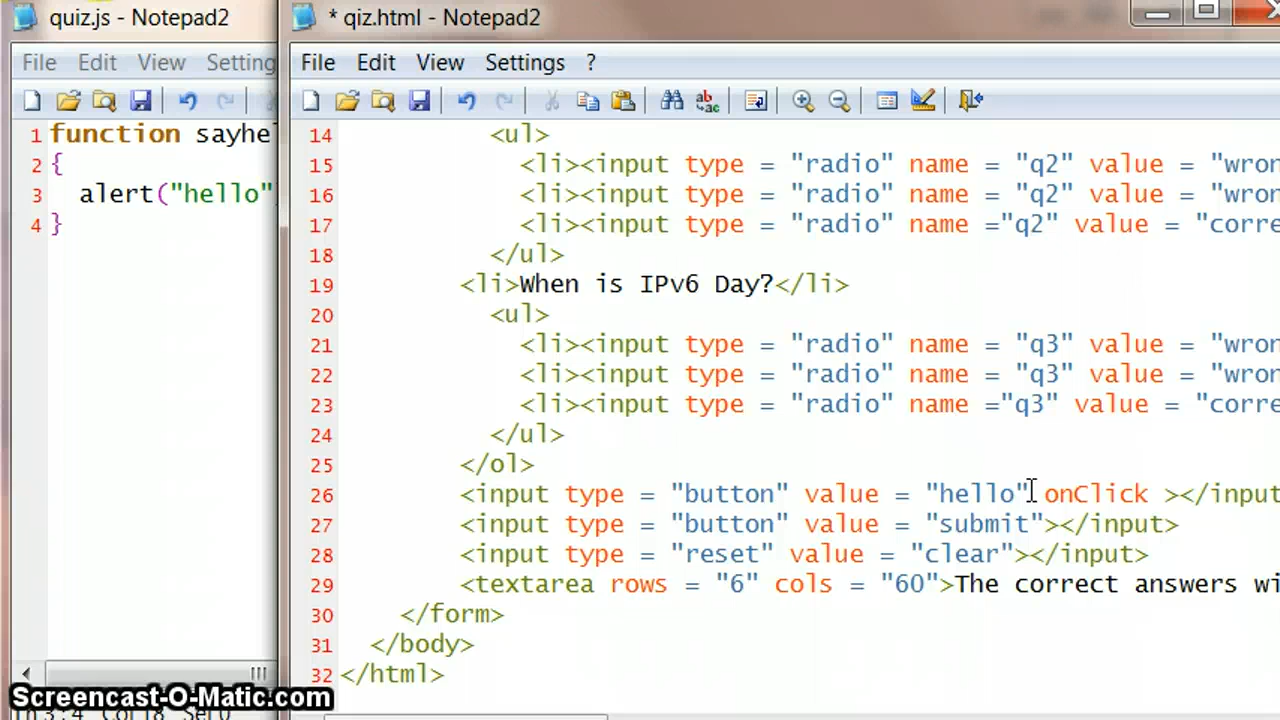 quiz.js - Notepad2
File Edit View Setting
1 function sayhel
2 {
3 alert("hello"
4 }
* qiz.html - Notepad2
File Edit View Settings ?
14 <ul>
15 <li><input type = "radio" name = "q2" value = "wron
16 <li><input type = "radio" name = "q2" value = "wron
17 <li><input type = "radio" name ="q2" value = "corre
18 </ul>
19 <li>When is IPv6 Day?</li>
20 <ul>
21 <li><input type = "radio" name = "q3" value = "wron
22 <li><input type = "radio" name = "q3" value = "wron
23 <li><input type = "radio" name ="q3" value = "corre
24 </ul>
25 </ol>
26 <input type = "button" value = "hello" onClick ></input
27 <input type = "button" value = "submit"></input>
28 <input type = "reset" value = "clear"></input>
29 <textarea rows = "6" cols = "60">The correct answers wi
30 </form>
31 </body>
32 </html>
Screencast-O-Matic.com